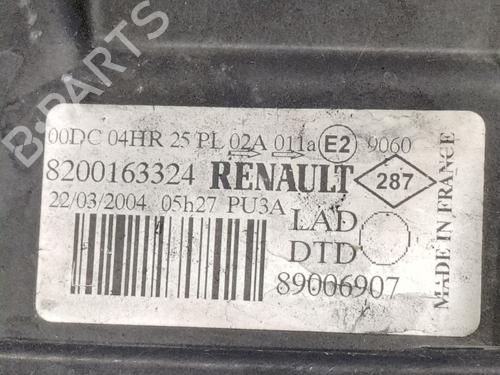 00DC 04HR 25 PL 02A 011a E2 9060
8200163324 RENAULT 287
22/03/2004 05h27 PU3A
LAD
DTD
89006907
MADE IN FRANCE
B-PARTS